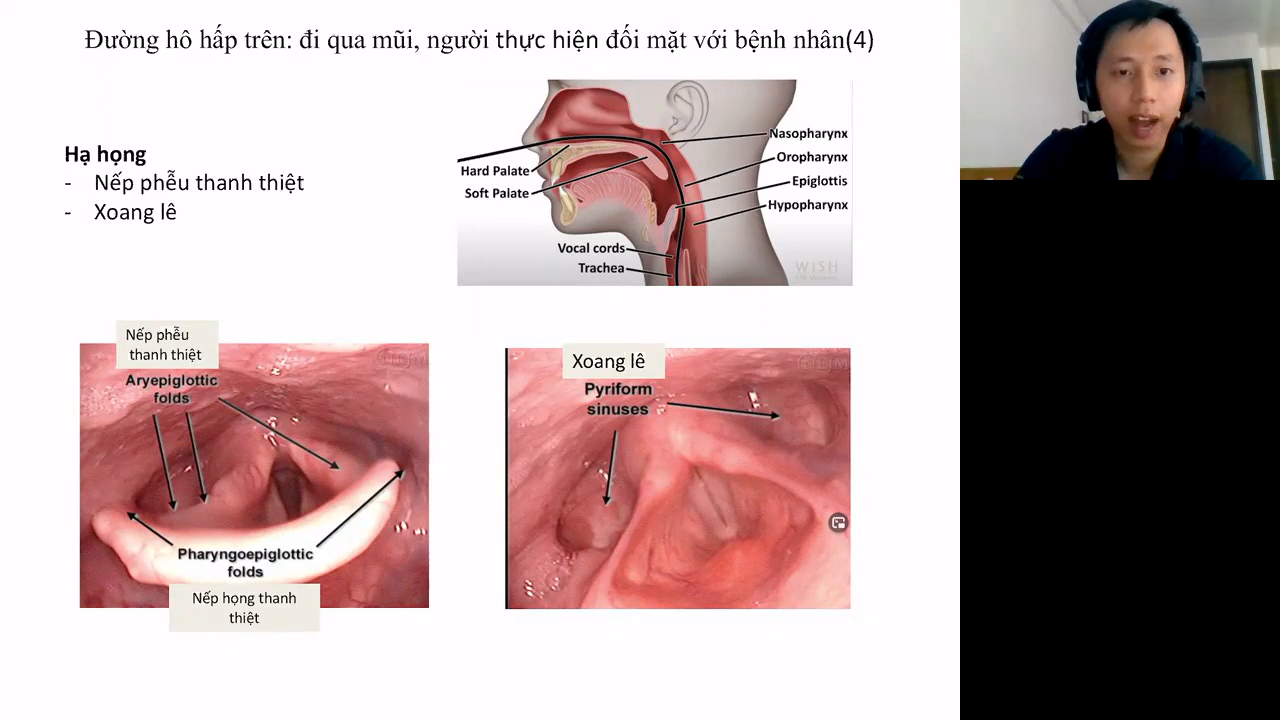 Đường hô hấp trên: đi qua mũi, người thực hiện đối mặt với bệnh nhân(4)
Hạ họng
- Nếp phễu thanh thiệt
- Xoang lê
Nasopharynx
Oropharynx
Hard Palate
Epiglottis
Soft Palate
Hypopharynx
Vocal cords
Trachea
WISH
Nếp phễu
thanh thiệt
Aryepiglottic
folds
Pharyngoepiglottic
folds
Nếp họng thanh
thiệt
Xoang lê
Pyriform
sinuses